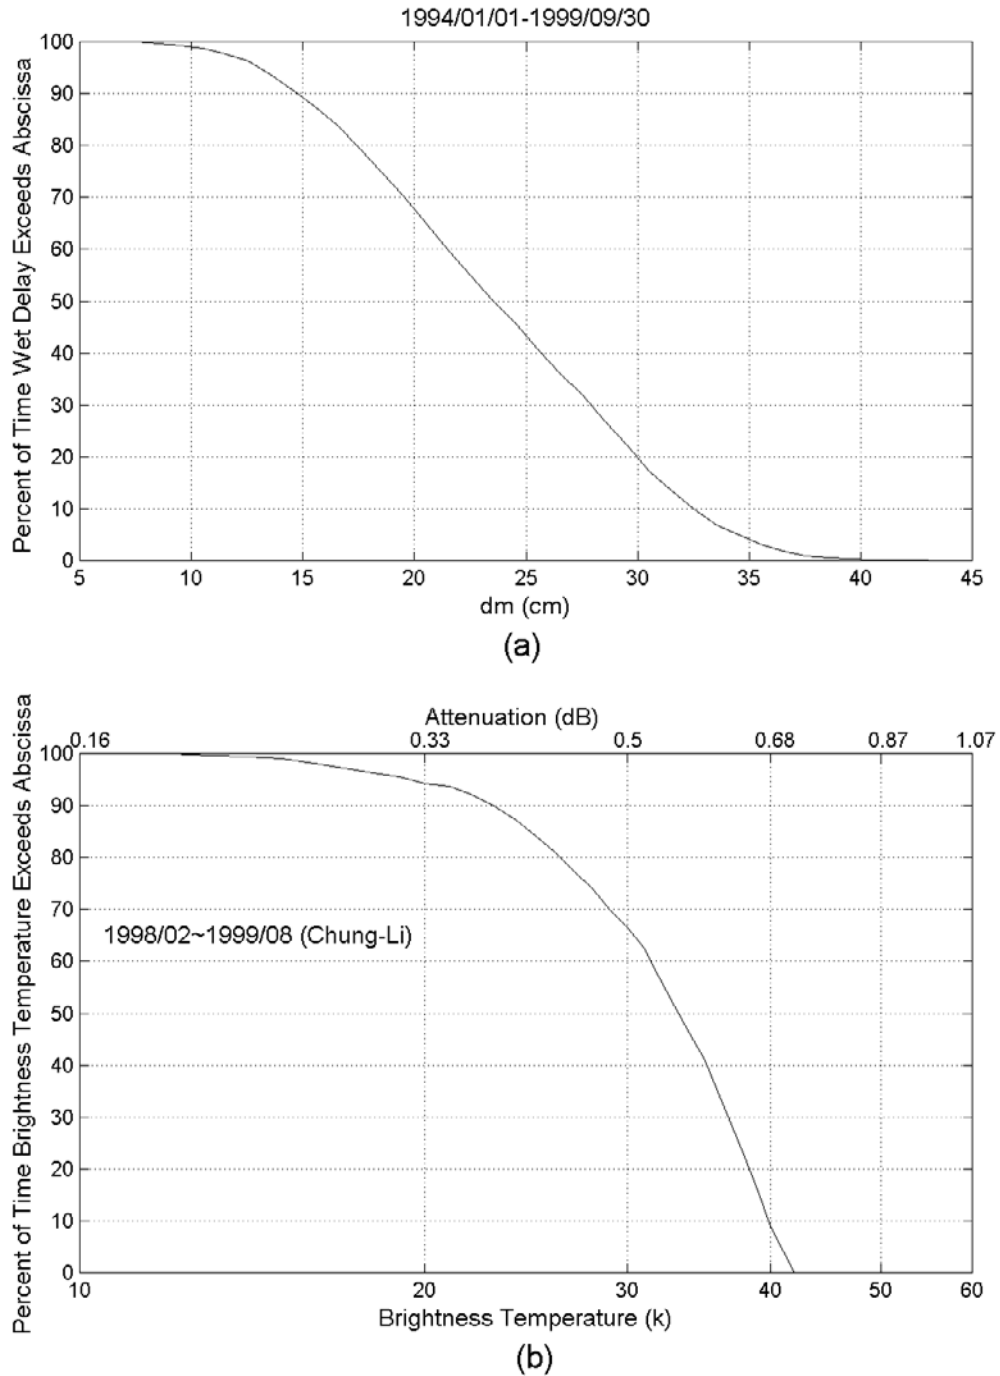 1994/01/01-1999/09/30
Percent of Time Wet Delay Exceeds Abscissa
100
90
80
70
60
50
40
30
20
10
0
5 10 15 20 25 30 35 40 45
dm (cm)
(a)
Attenuation (dB)
0.16 0.33 0.5 0.68 0.87 1.07
Percent of Time Brightness Temperature Exceeds Abscissa
100
90
80
70
1998/02~1999/08 (Chung-Li)
60
50
40
30
20
10
0
10 20 30 40 50 60
Brightness Temperature (k)
(b)